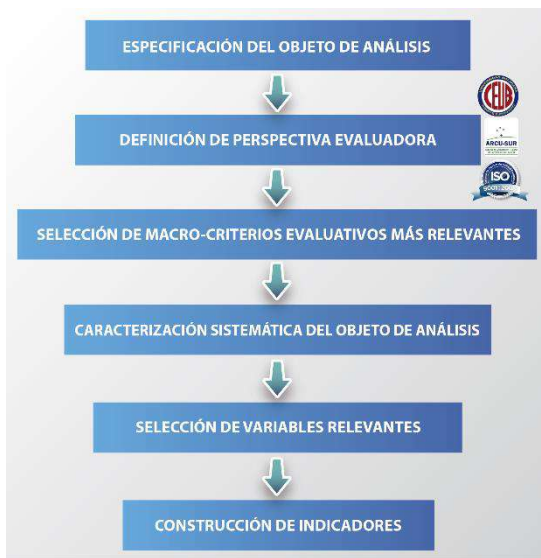 ESPECIFICACIÓN DEL OBJETO DE ANÁLISIS
CEUB
DEFINICIÓN DE PERSPECTIVA EVALUADORA
ARCU-SUR
ISO
SELECCIÓN DE MACRO-CRITERIOS EVALUATIVOS MÁS RELEVANTES
CARACTERIZACIÓN SISTEMÁTICA DEL OBJETO DE ANÁLISIS
SELECCIÓN DE VARIABLES RELEVANTES
CONSTRUCCIÓN DE INDICADORES